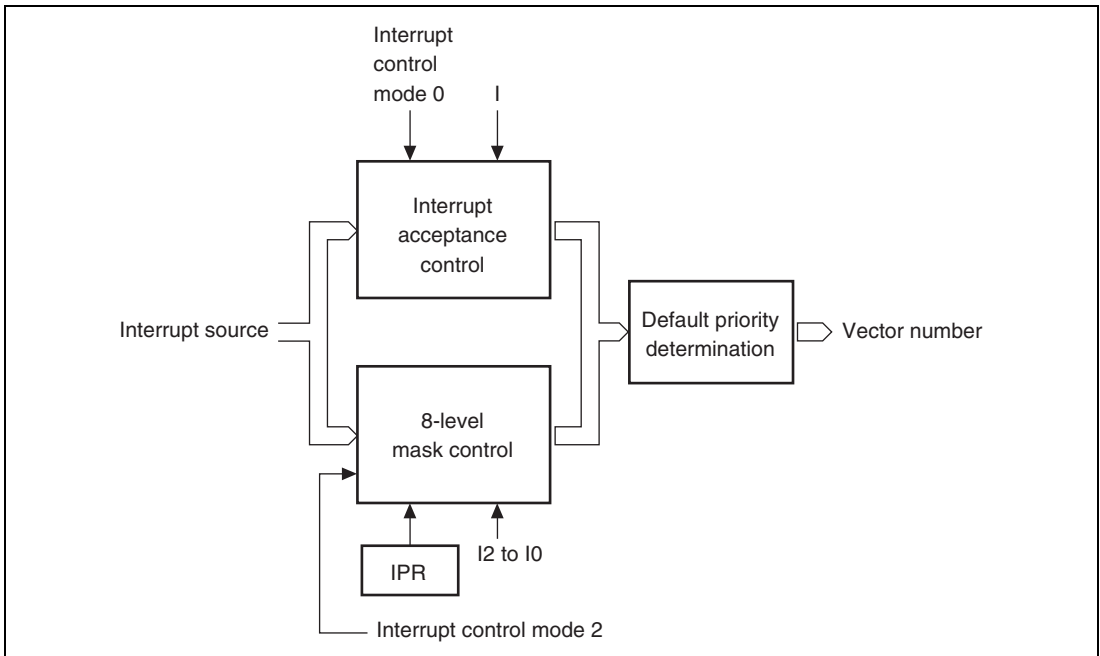 Interrupt
control
mode 0
I
Interrupt
acceptance
control
Interrupt source
Default priority
determination
Vector number
8-level
mask control
IPR
I2 to I0
Interrupt control mode 2